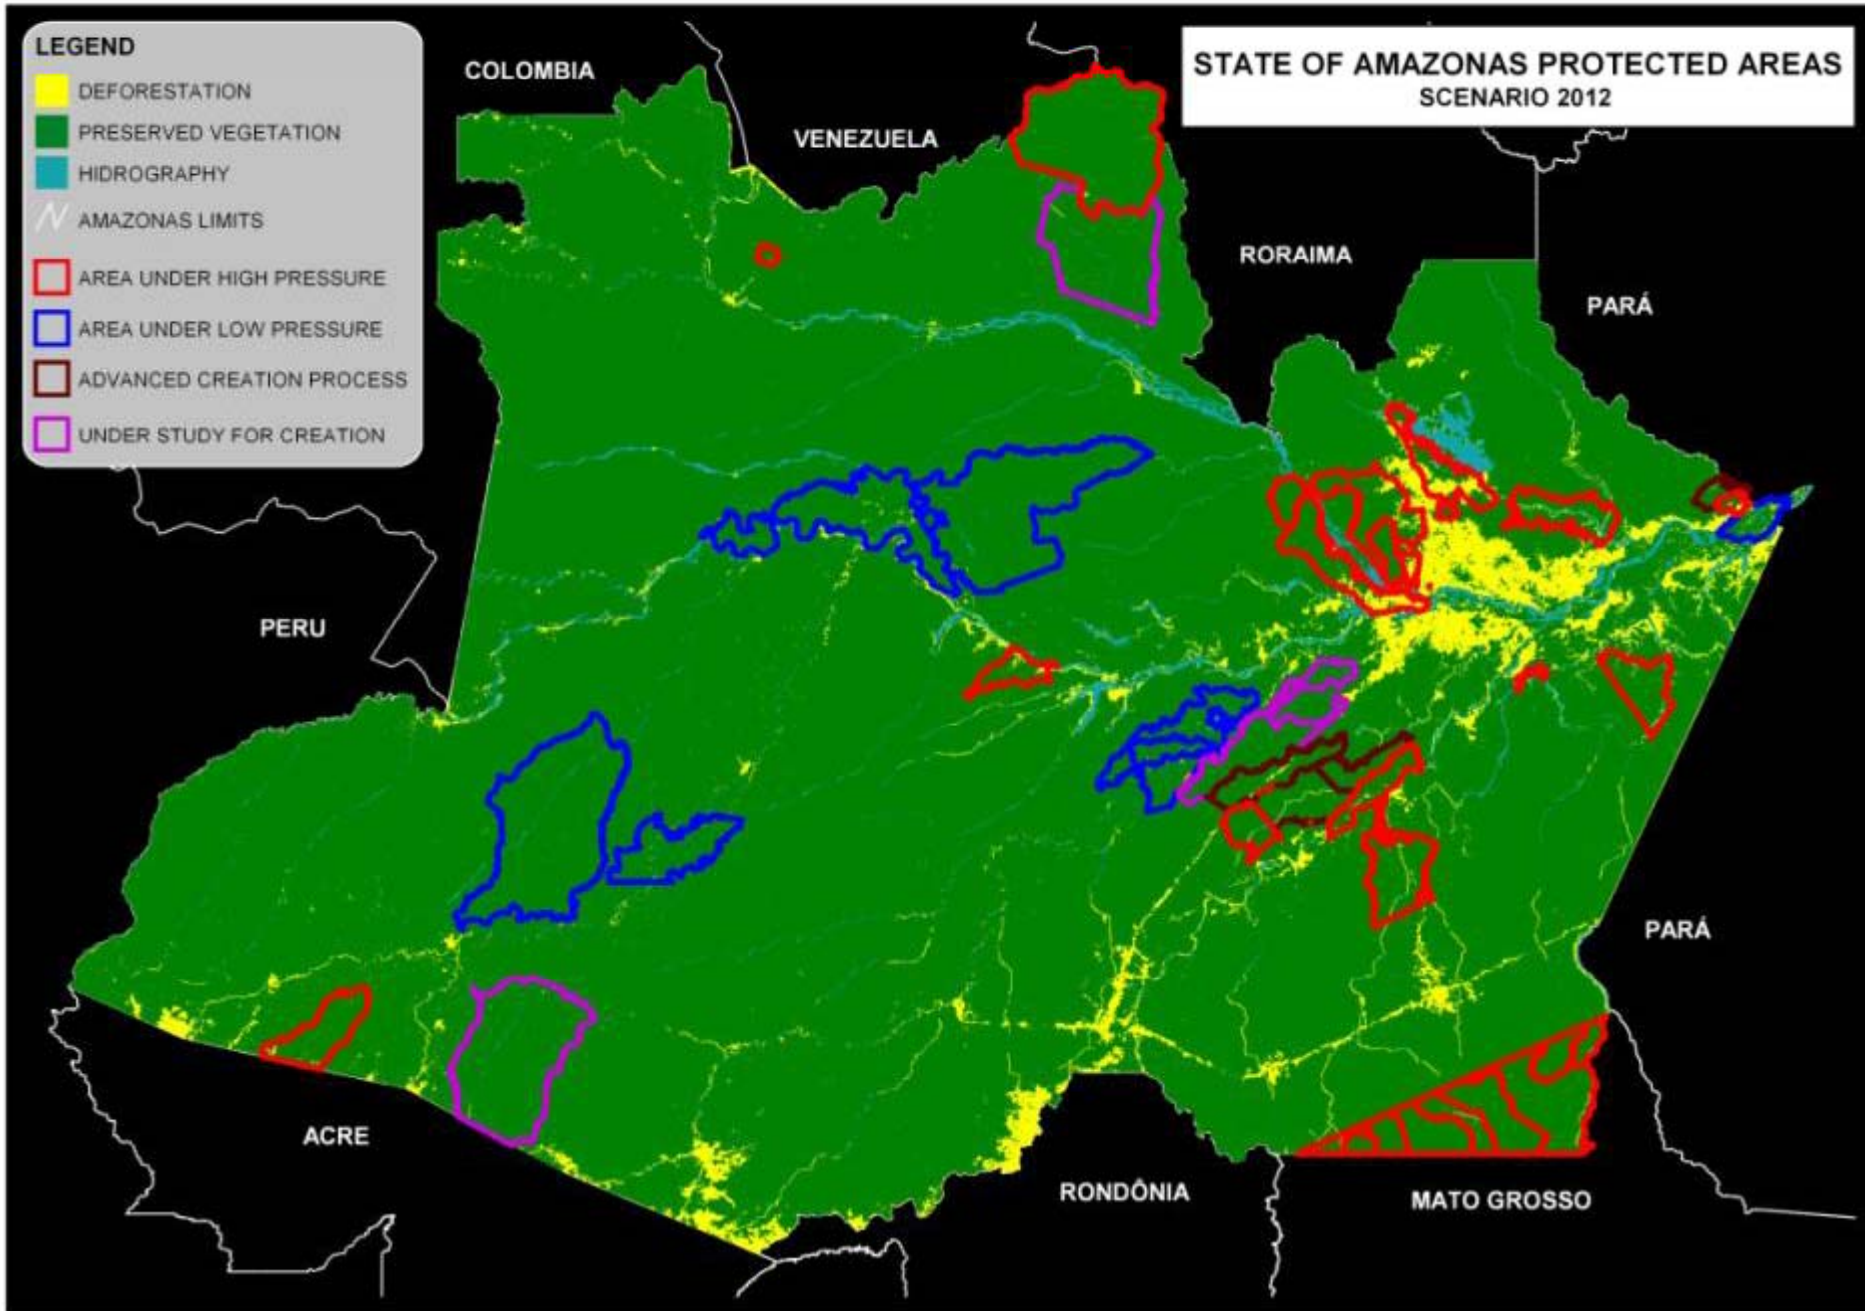 LEGEND
DEFORESTATION
PRESERVED VEGETATION
HIDROGRAPHY
AMAZONAS LIMITS
AREA UNDER HIGH PRESSURE
AREA UNDER LOW PRESSURE
ADVANCED CREATION PROCESS
UNDER STUDY FOR CREATION
STATE OF AMAZONAS PROTECTED AREAS
SCENARIO 2012
COLOMBIA
VENEZUELA
RORAIMA
PARÁ
PERU
PARÁ
ACRE
RONDÔNIA
MATO GROSSO